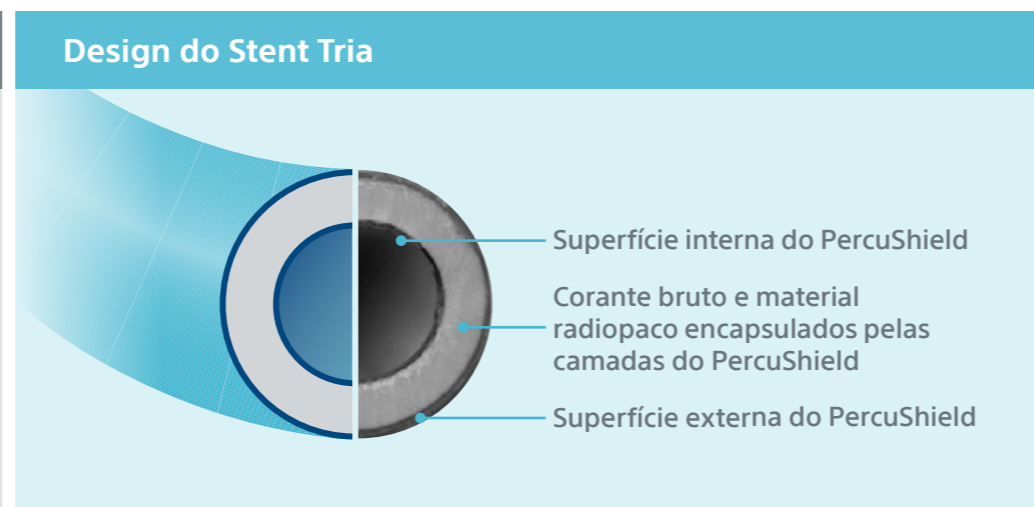 Design do Stent Tria
Superfície interna do PercuShield
Corante bruto e material
radiopaco encapsulados pelas
camadas do PercuShield
Superfície externa do PercuShield